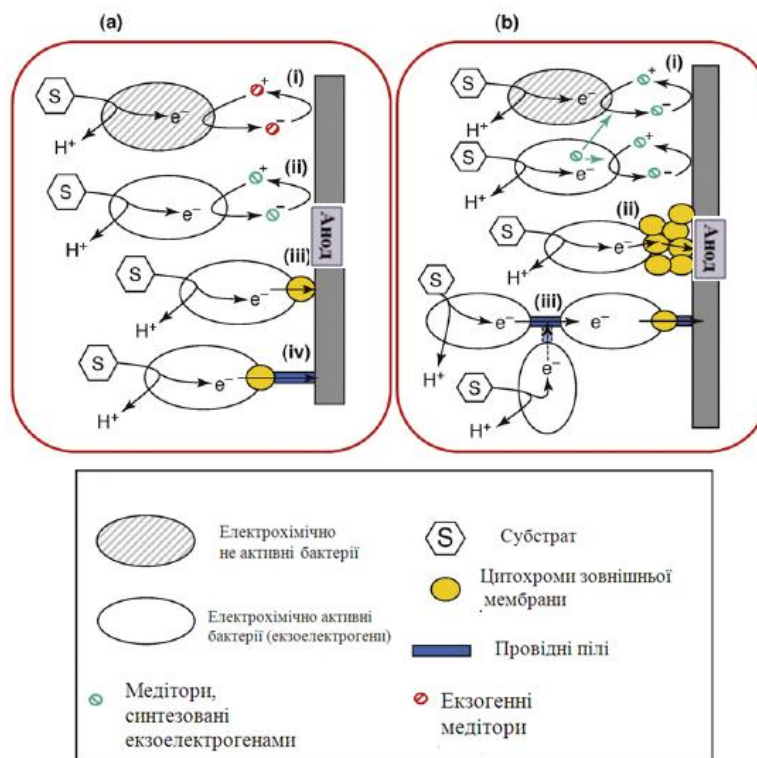 (a)
(i)
S
e⁻
+
−
H⁺
(ii)
S
e⁻
+
−
H⁺
(iii)
S
e⁻
H⁺
(iv)
S
e⁻
H⁺
Анод
(b)
(i)
S
e⁻
+
−
H⁺
S
e⁻
+
−
H⁺
(ii)
S
e⁻
H⁺
Анод
(iii)
S
e⁻
e⁻
H⁺
S
e⁻
H⁺
Електрохімічно
не активні бактерії
Електрохімічно активні
бактерії (екзоелектрогени)
Медітори,
синтезовані
екзоелектрогенами
S
Субстрат
Цитохроми зовнішньої
мембрани
Провідні пілі
Екзогенні
медітори